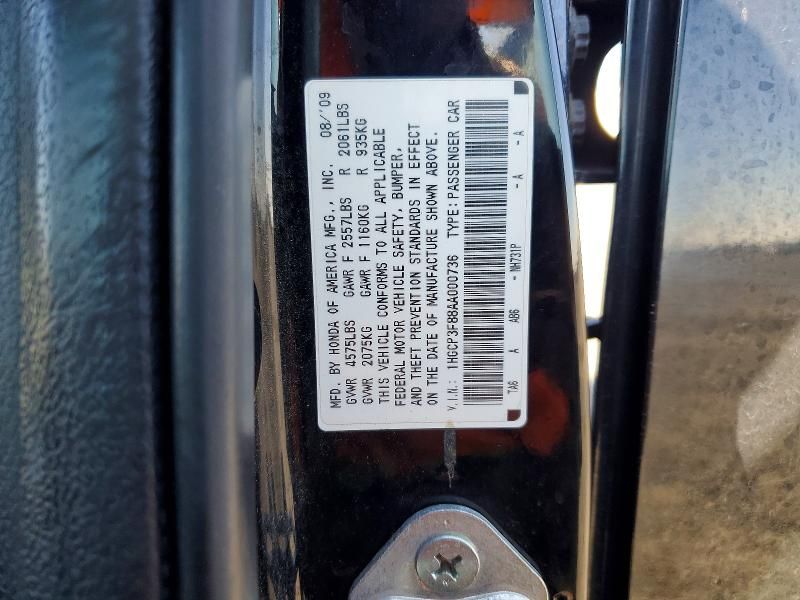 MFD. BY HONDA OF AMERICA MFG., INC. 08/'09
GVWR 4575LBS GAWR F 2557LBS R 2061LBS
GVWR 2075KG GAWR F 1160KG R 935KG
THIS VEHICLE CONFORMS TO ALL APPLICABLE
FEDERAL MOTOR VEHICLE SAFETY, BUMPER,
AND THEFT PREVENTION STANDARDS IN EFFECT
ON THE DATE OF MANUFACTURE SHOWN ABOVE.
V.I.N.: 1HGCP3F88AA000736 TYPE:PASSENGER CAR
TA6 A AB6 - NH731P - A - A